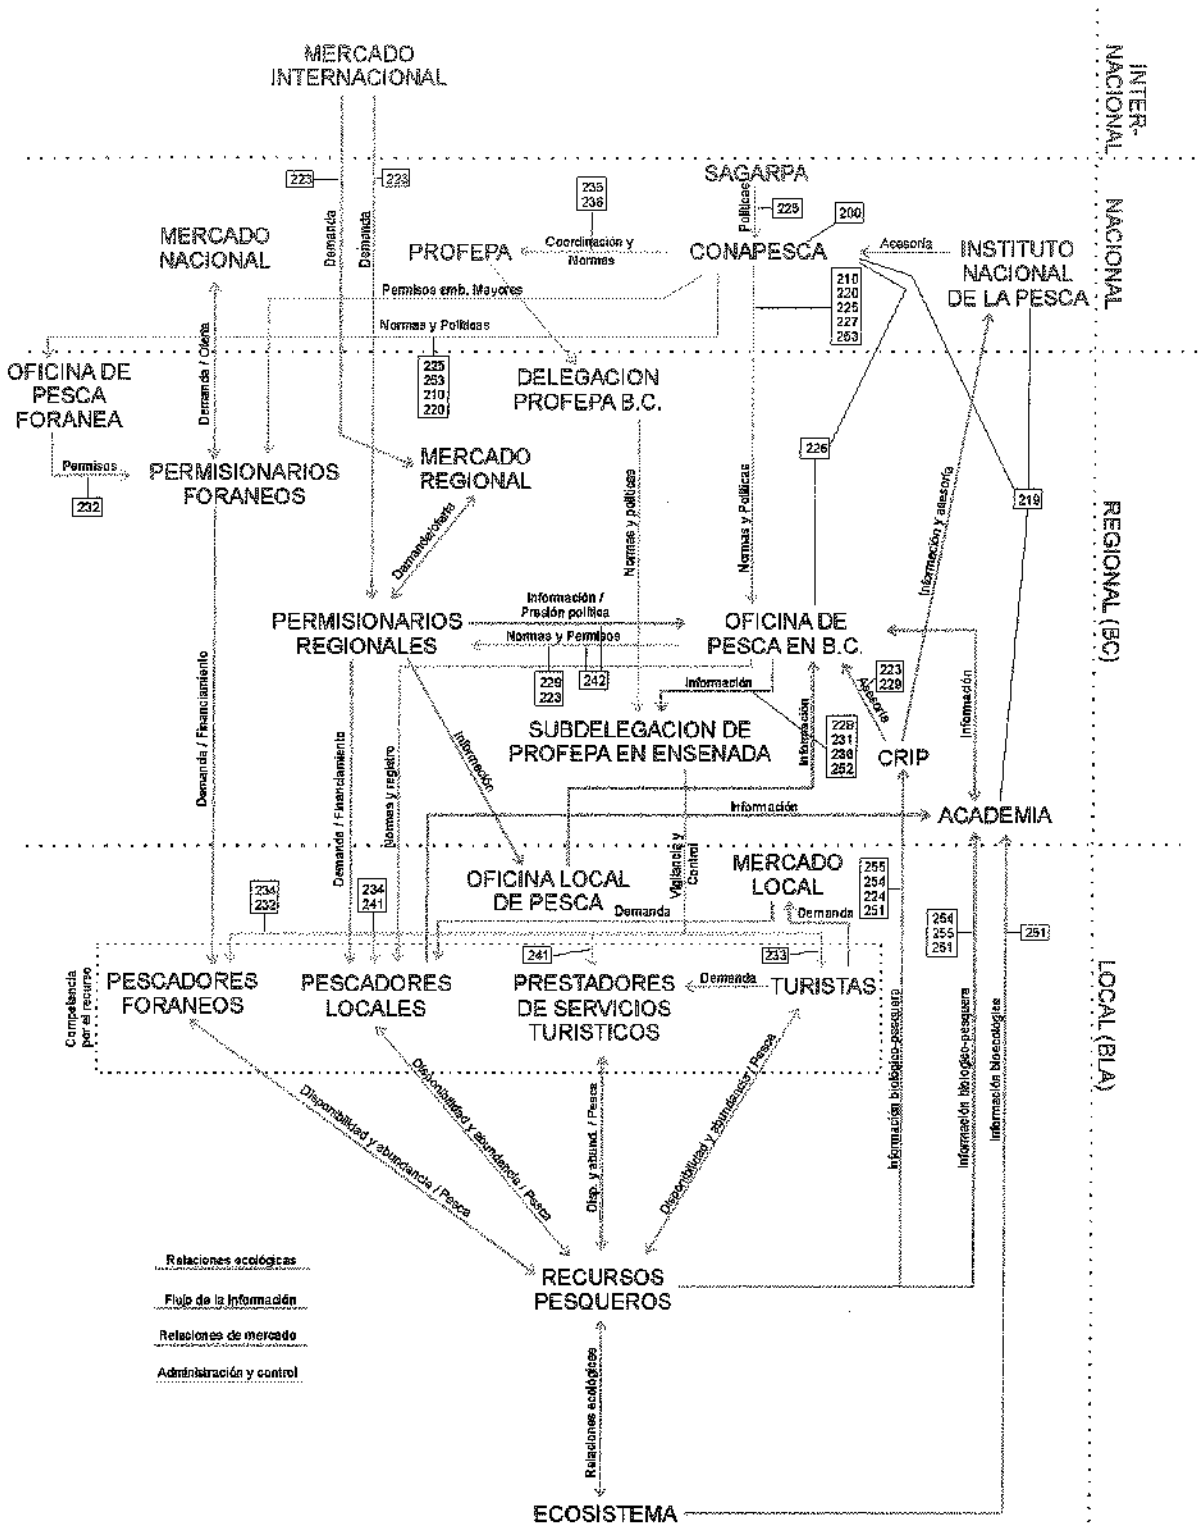 MERCADO
INTERNACIONAL
INTER-
NACIONAL
223
223
Demanda
Demanda
SAGARPA
Políticas
225
235
236
200
MERCADO
NACIONAL
PROFEPA
Coordinación y
Normas
CONAPESCA
Acesoría
INSTITUTO
NACIONAL
DE LA PESCA
NACIONAL
Permisos emb. Mayores
210
220
225
227
253
Normas y Políticas
Demanda / Oferta
OFICINA DE
PESCA
FORANEA
225
253
210
220
DELEGACION
PROFEPA B.C.
Permisos
232
PERMISIONARIOS
FORANEOS
MERCADO
REGIONAL
226
219
Demanda/oferta
Normas y políticas
Normas y Políticas
Información y asesoría
REGIONAL (BC)
PERMISIONARIOS
REGIONALES
Información /
Presión política
Normas y Permisos
OFICINA DE
PESCA EN B.C.
229
223
242
Información
223
229
Asesoría
Información
SUBDELEGACION DE
PROFEPA EN ENSENADA
Información
228
231
236
252
CRIP
Demanda / Financiamiento
Demanda / Financiamiento
Normas y registro
Información
Información
ACADEMIA
Vigilancia y
Control
OFICINA LOCAL
DE PESCA
MERCADO
LOCAL
255
254
224
251
234
232
234
241
Demanda
Demanda
254
255
251
251
241
233
Competencia
por el recurso
PESCADORES
FORANEOS
PESCADORES
LOCALES
PRESTADORES
DE SERVICIOS
TURISTICOS
Demanda
TURISTAS
LOCAL (BLA)
Disponibilidad y abundancia / Pesca
Disponibilidad y abundancia / Pesca
Disp. y abund. / Pesca
Disponibilidad y abundancia / Pesca
Información biológico-pesquera
Información biológico-pesquera
Información bioecológica
Relaciones ecológicas
Flujo de la información
Relaciones de mercado
Administración y control
RECURSOS
PESQUEROS
Relaciones ecológicas
ECOSISTEMA